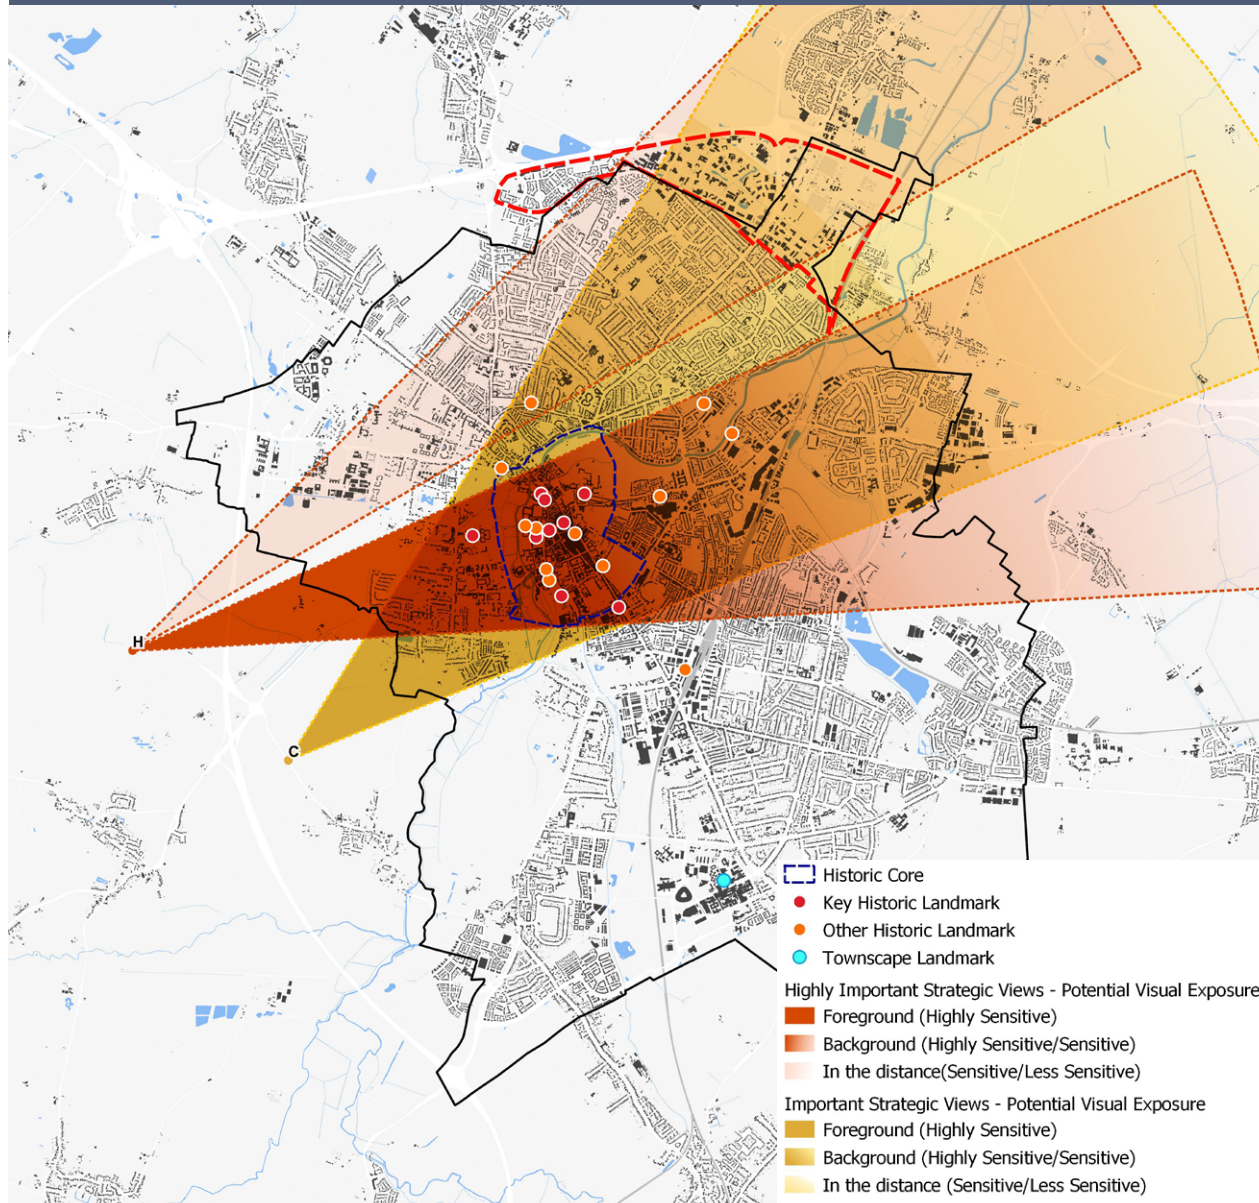 H
C
Historic Core
Key Historic Landmark
Other Historic Landmark
Townscape Landmark
Highly Important Strategic Views - Potential Visual Exposure
Foreground (Highly Sensitive)
Background (Highly Sensitive/Sensitive)
In the distance(Sensitive/Less Sensitive)
Important Strategic Views - Potential Visual Exposure
Foreground (Highly Sensitive)
Background (Highly Sensitive/Sensitive)
In the distance (Sensitive/Less Sensitive)